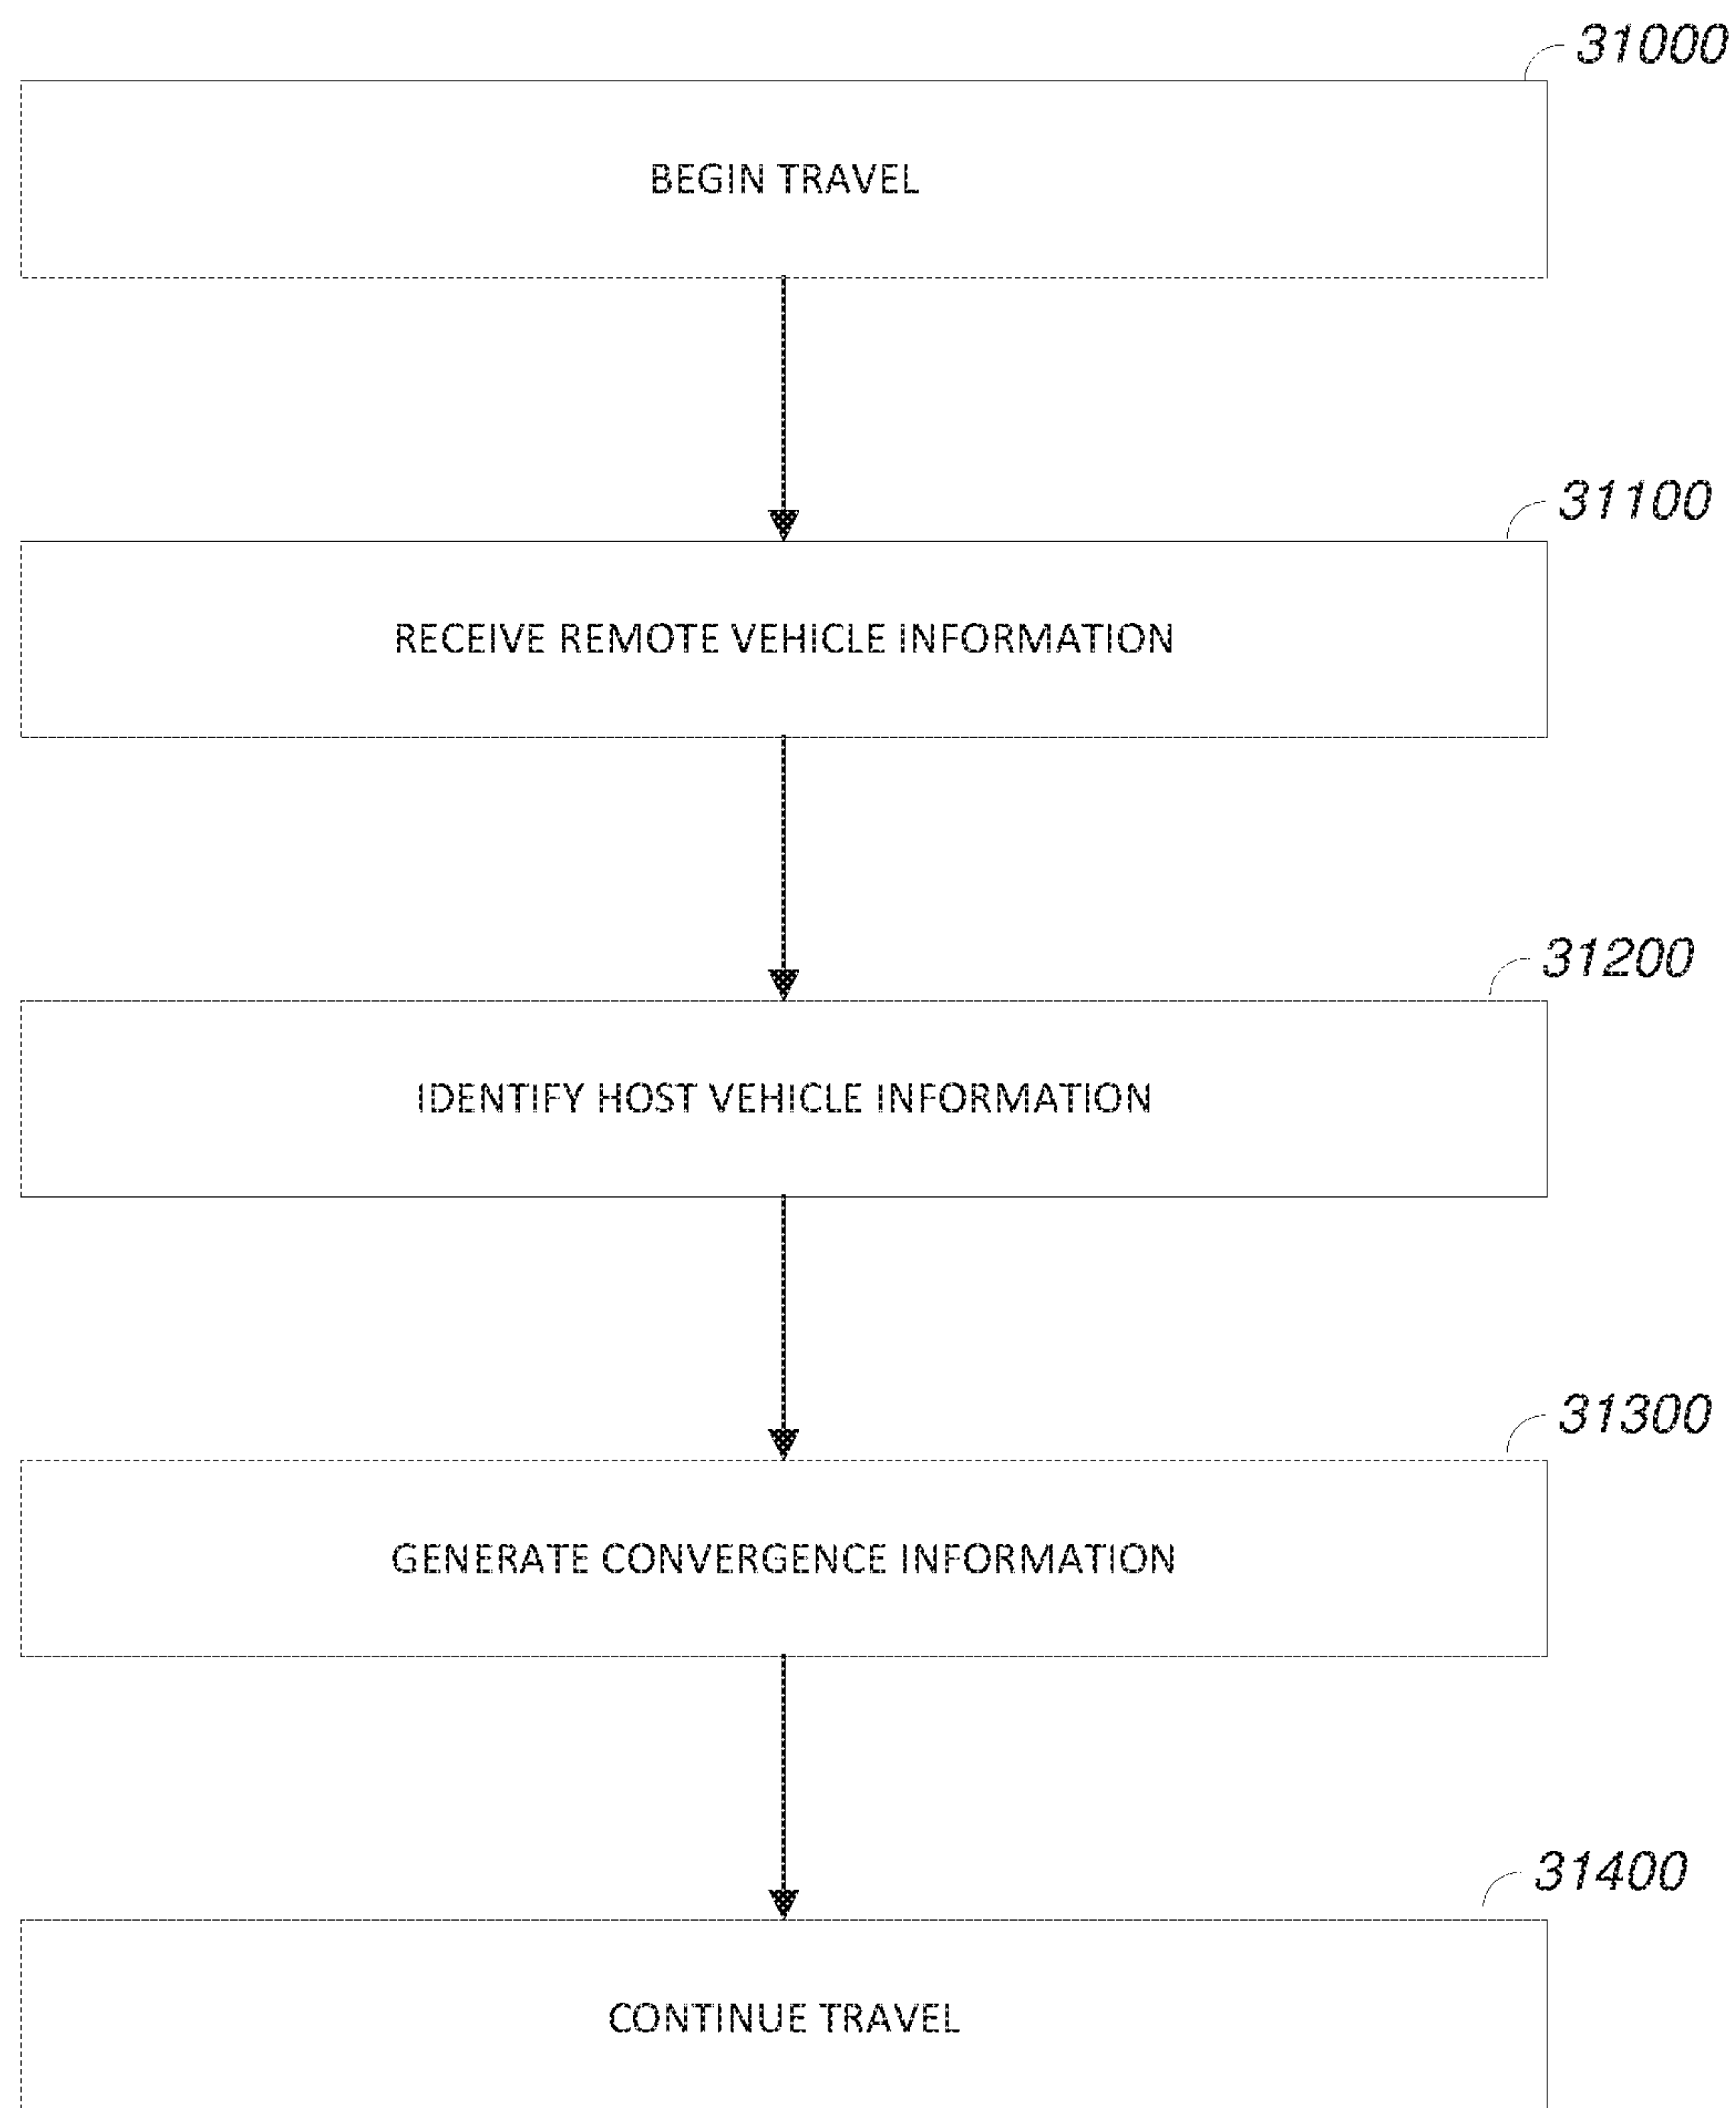 31000
BEGIN TRAVEL
31100
RECEIVE REMOTE VEHICLE INFORMATION
31200
IDENTIFY HOST VEHICLE INFORMATION
31300
GENERATE CONVERGENCE INFORMATION
31400
CONTINUE TRAVEL